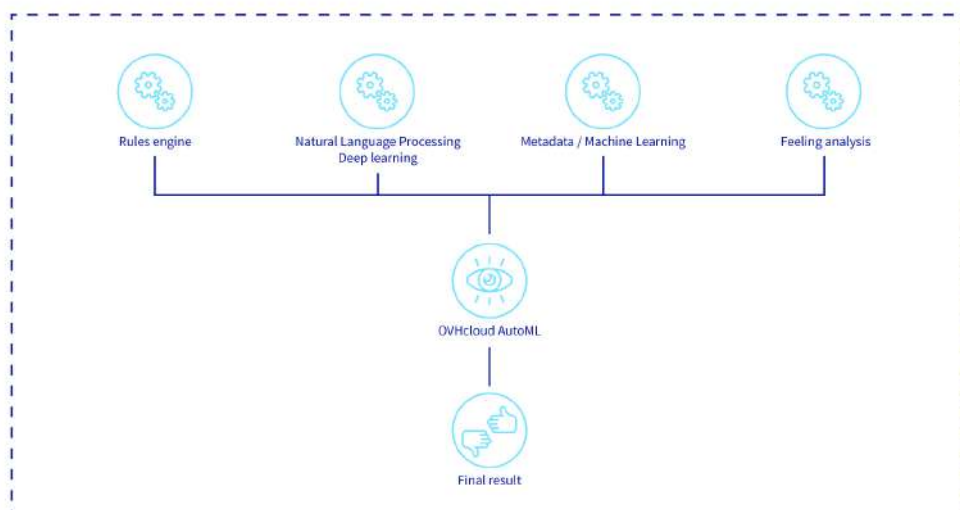 Rules engine
Natural Language Processing
Deep learning
Metadata / Machine Learning
Feeling analysis
OVHcloud AutoML
Final result